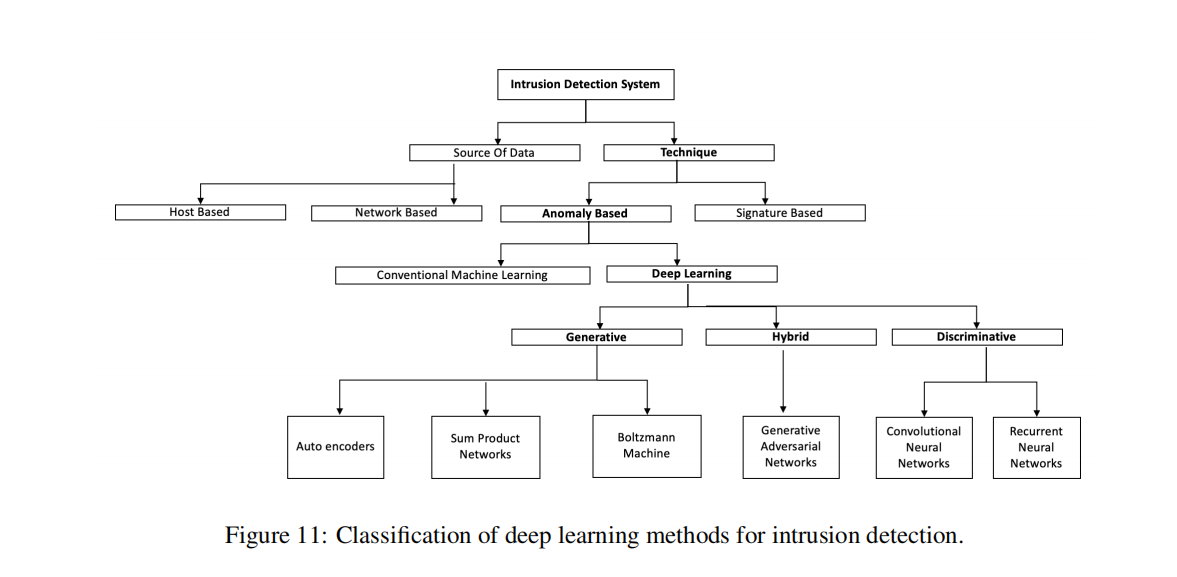 Intrusion Detection System
Source Of Data
Technique
Host Based
Network Based
Anomaly Based
Signature Based
Conventional Machine Learning
Deep Learning
Generative
Hybrid
Discriminative
Auto encoders
Sum Product
Networks
Boltzmann
Machine
Generative
Adversarial
Networks
Convolutional
Neural
Networks
Recurrent
Neural
Networks
Figure 11: Classification of deep learning methods for intrusion detection.